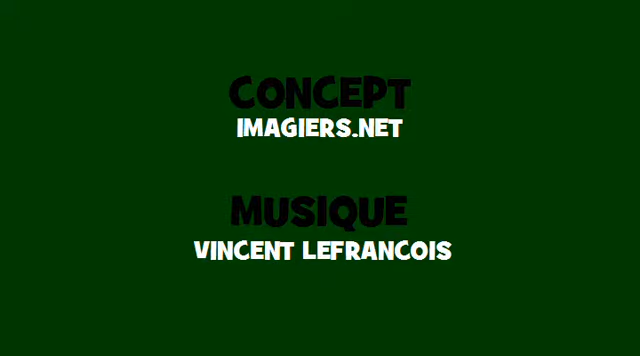 CONCEPT
IMAGIERS.NET
MUSIQUE
VINCENT LEFRANCOIS